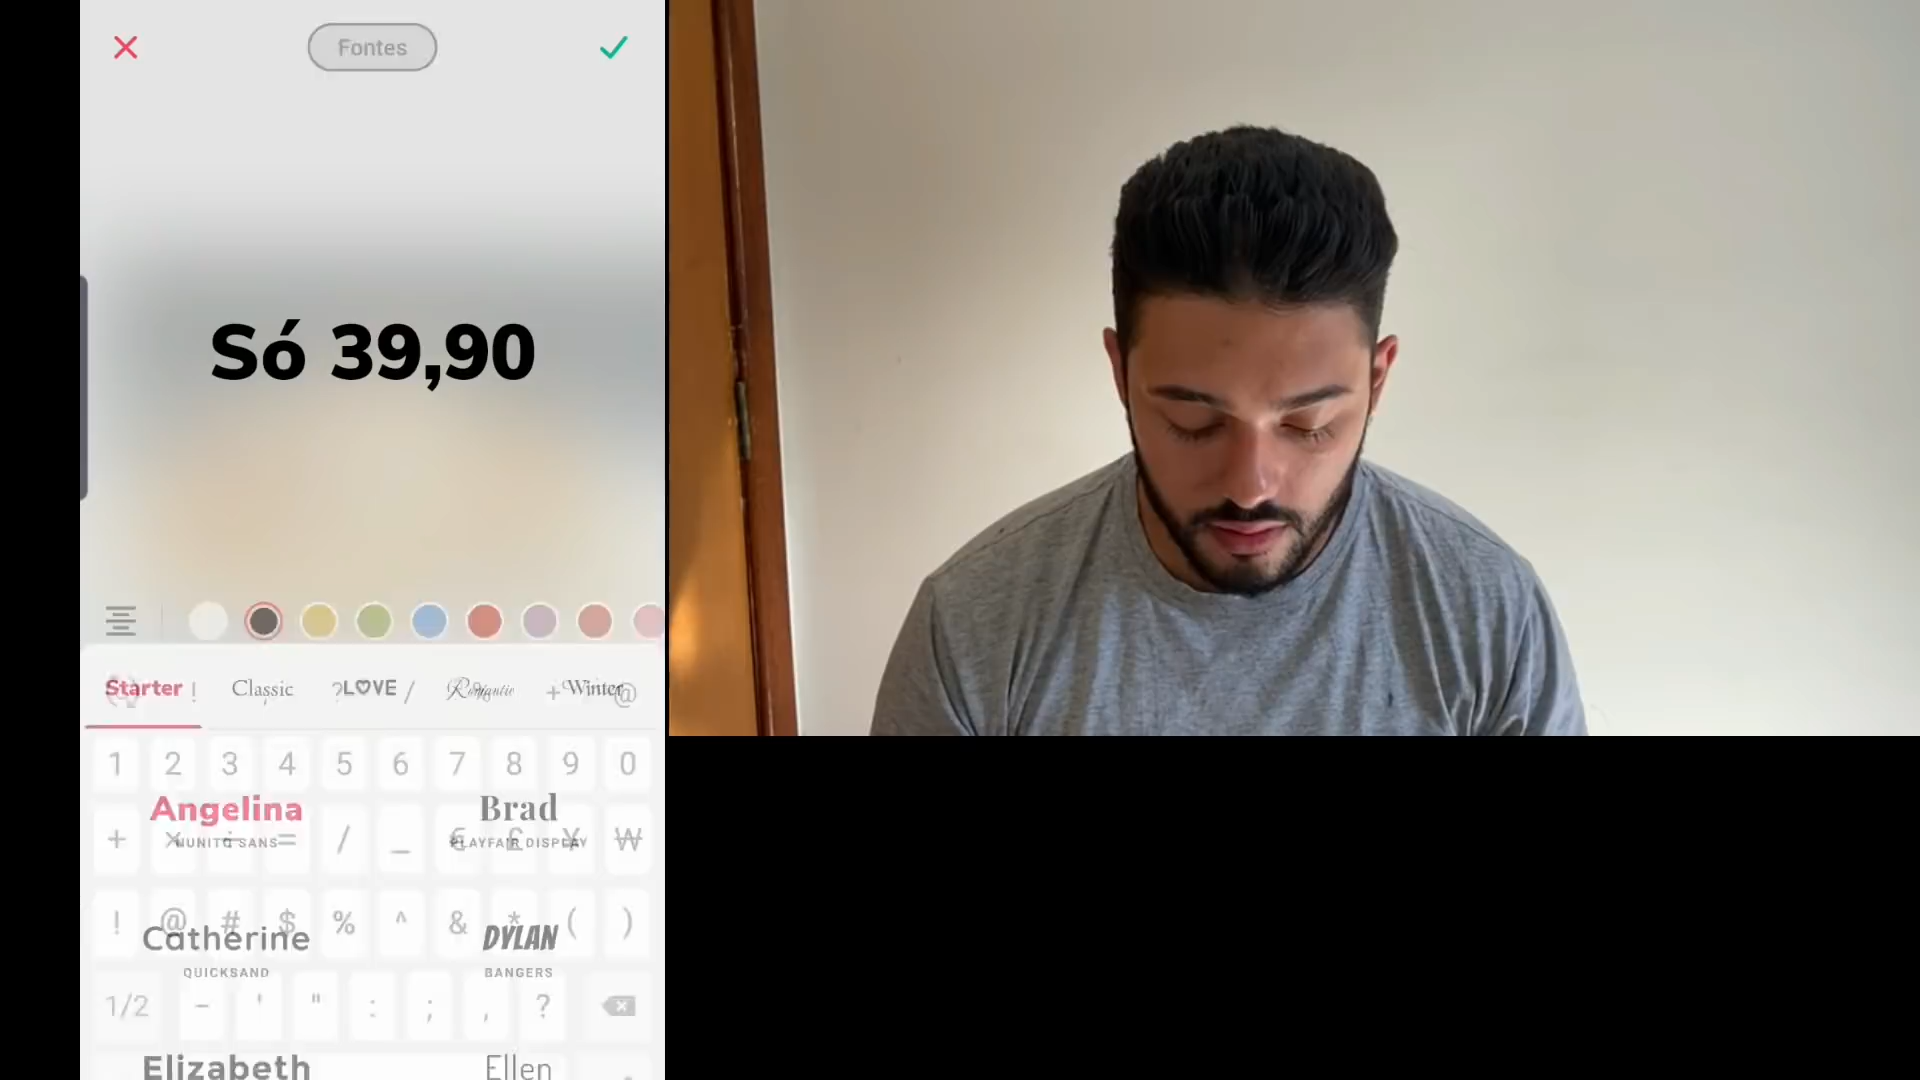 Fontes
Só 39,90
Starter Classic LOVE Romantic Winter
! ? / + @
1 2 3 4 5 6 7 8 9 0
Angelina Brad
+ × ÷ = / _ € £ ¥ ₩
NUNITO SANS PLAYFAIR DISPLAY
! @ # $ % ^ & * ( )
Catherine DYLAN
QUICKSAND BANGERS
1/2 - ' " : ; , ?
Elizabeth Ellen